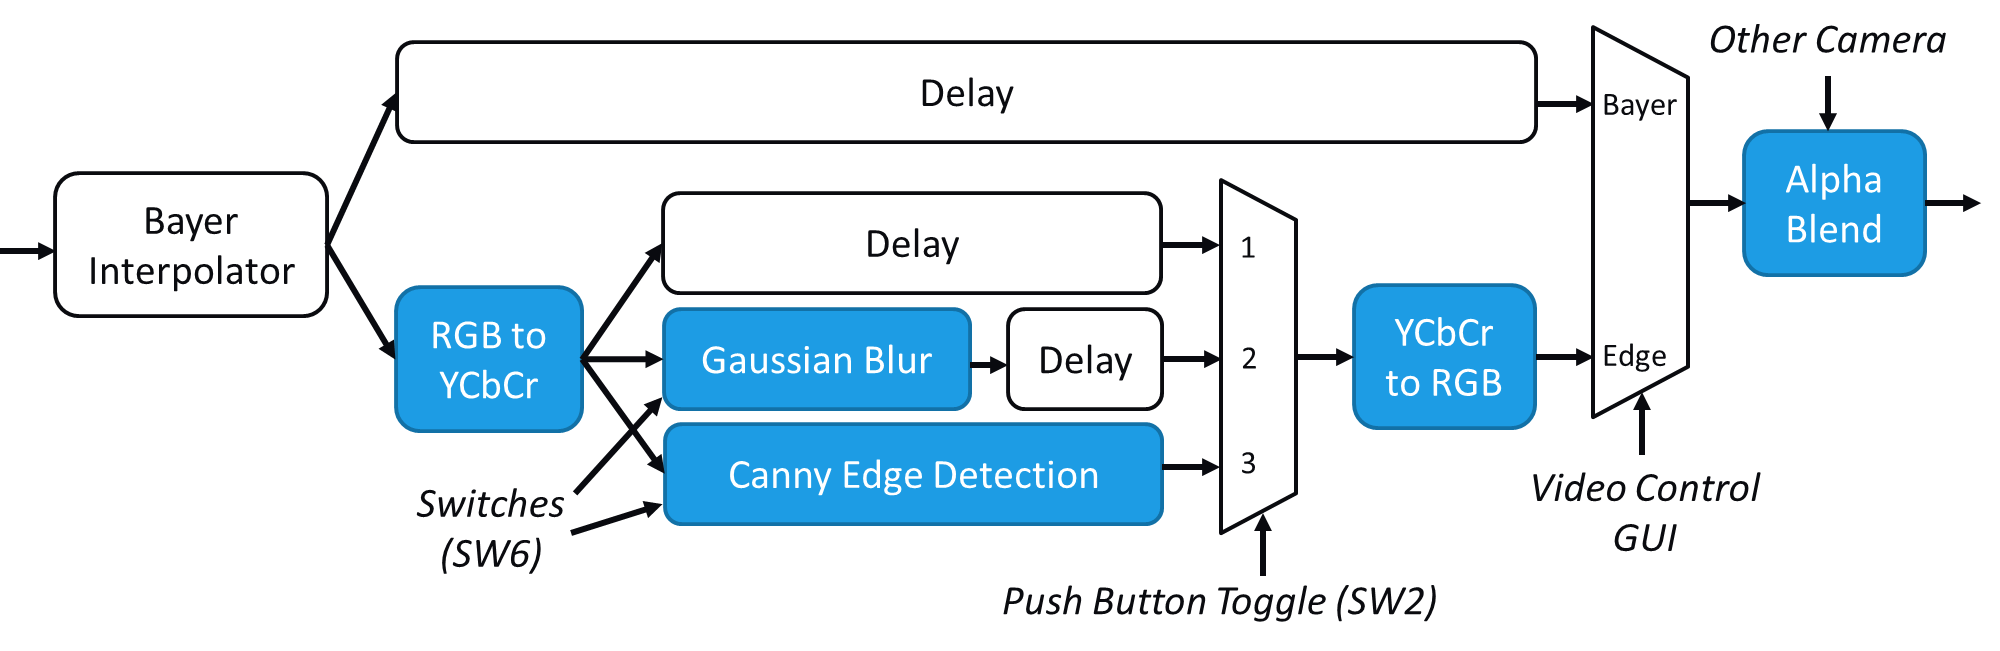 Other Camera
Delay
Bayer
Alpha
Blend
Bayer
Interpolator
Delay
1
RGB to
YCbCr
Gaussian Blur
Delay
2
YCbCr
to RGB
Edge
Canny Edge Detection
3
Switches
(SW6)
Video Control
GUI
Push Button Toggle (SW2)